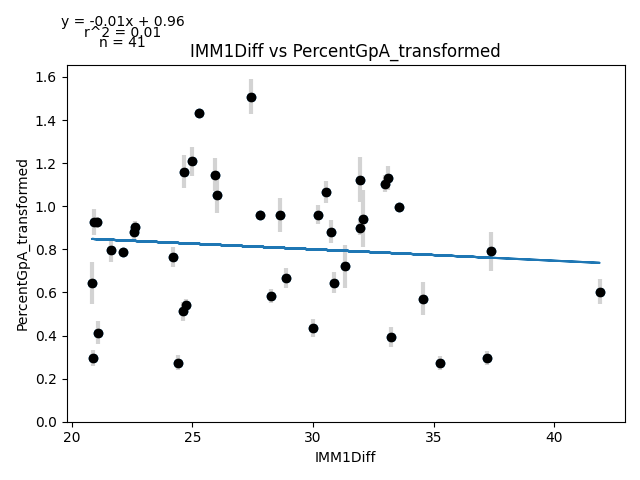 y = -0.01x + 0.96
r^2 = 0.01
n = 41
IMM1Diff vs PercentGpA_transformed
PercentGpA_transformed
1.6
1.4
1.2
1.0
0.8
0.6
0.4
0.2
0.0
20 25 30 35 40
IMM1Diff